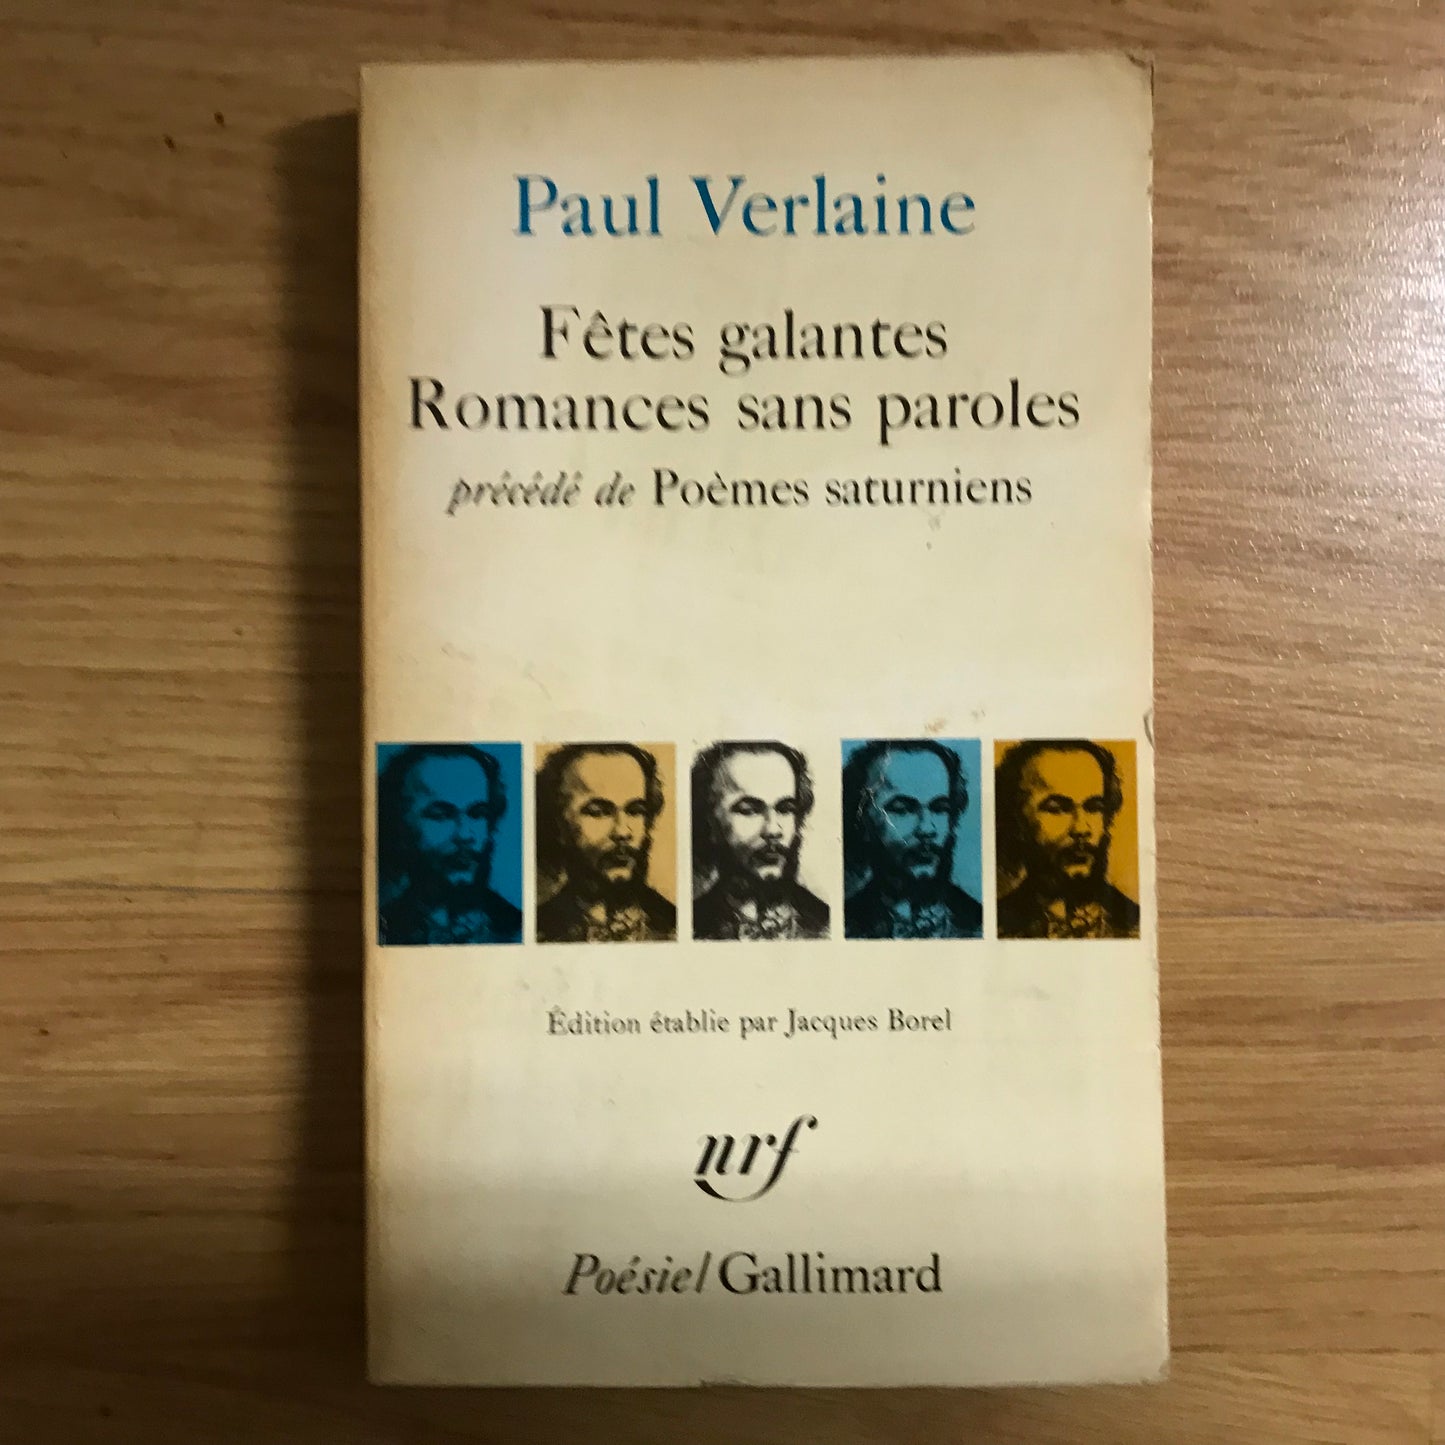 Paul Verlaine
Fêtes galantes
Romances sans paroles
précédé de Poèmes saturniens
Édition établie par Jacques Borel
nrf
Poésie/Gallimard